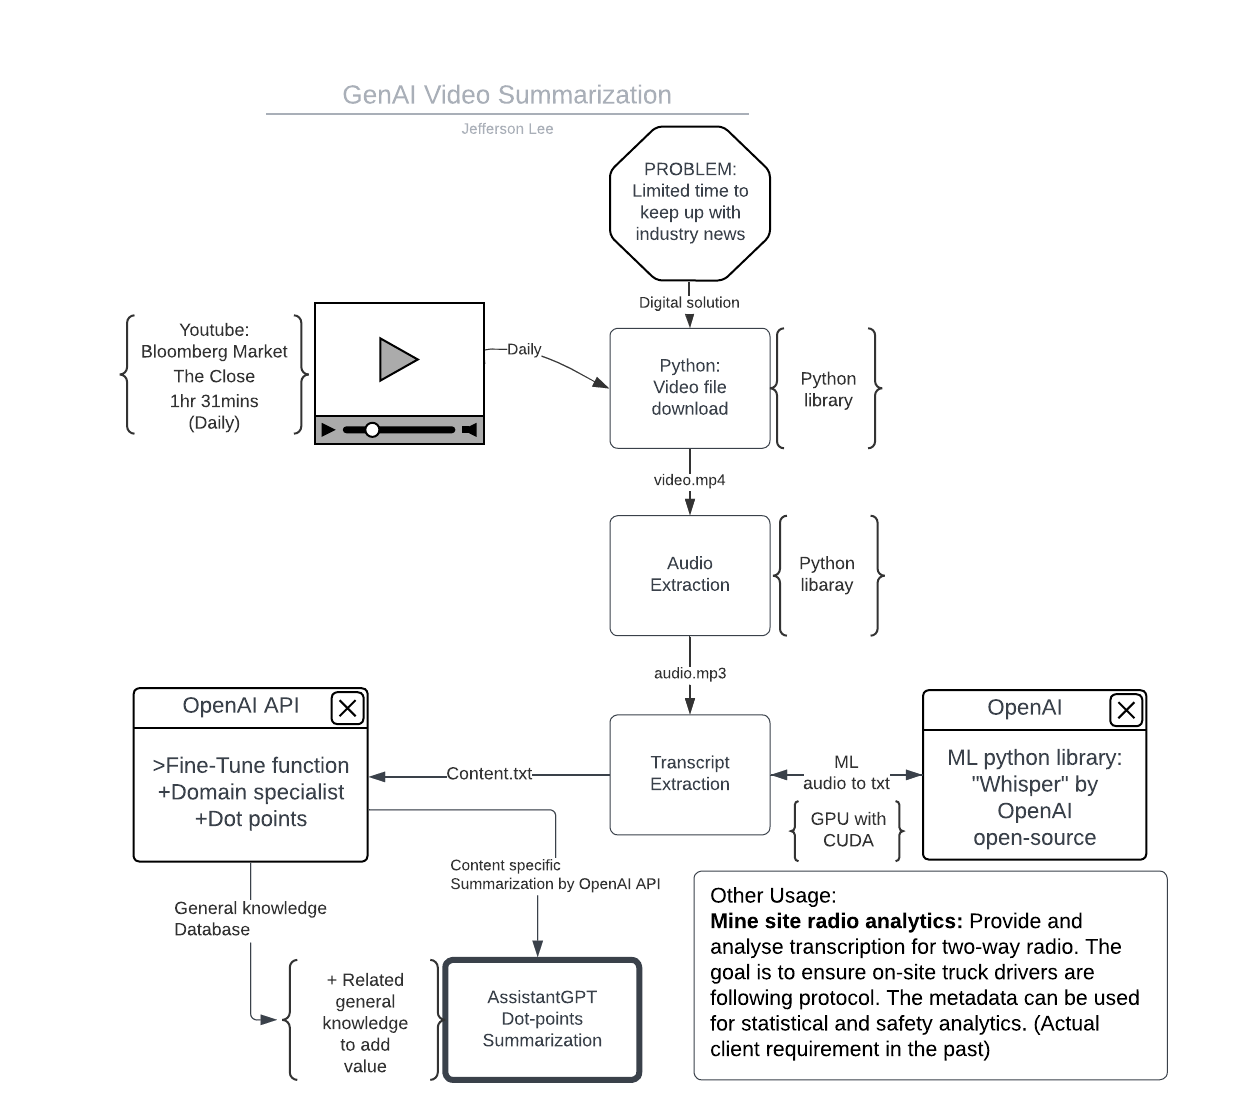 GenAI Video Summarization
Jefferson Lee
PROBLEM:
Limited time to
keep up with
industry news
Digital solution
Youtube:
Bloomberg Market
The Close
1hr 31mins
(Daily)
Daily
Python:
Video file
download
Python
library
video.mp4
Audio
Extraction
Python
libaray
audio.mp3
OpenAI API
>Fine-Tune function
+Domain specialist
+Dot points
Content.txt
Transcript
Extraction
ML
audio to txt
GPU with
CUDA
OpenAI
ML python library:
"Whisper" by
OpenAI
open-source
Content specific
Summarization by OpenAI API
General knowledge
Database
+ Related
general
knowledge
to add
value
AssistantGPT
Dot-points
Summarization
Other Usage:
Mine site radio analytics: Provide and
analyse transcription for two-way radio. The
goal is to ensure on-site truck drivers are
following protocol. The metadata can be used
for statistical and safety analytics. (Actual
client requirement in the past)